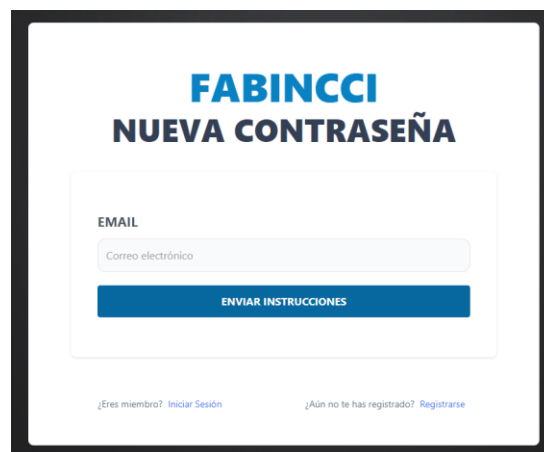 FABINCCI
NUEVA CONTRASEÑA
EMAIL
Correo electrónico
ENVIAR INSTRUCCIONES
¿Eres miembro? Iniciar Sesión ¿Aún no te has registrado? Registrarse